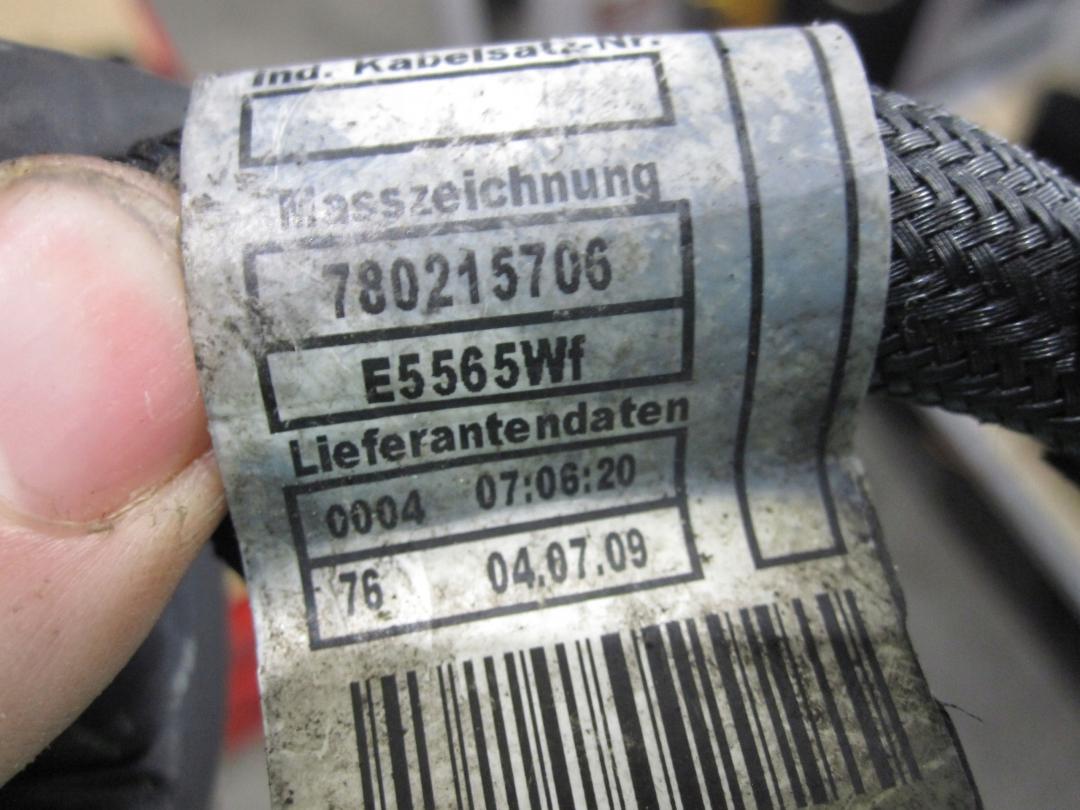 Ind. Kabelsatz-Nr.
Masszeichnung
780215706
E5565Wf
Lieferantendaten
0004 07:06:20
76 04.07.09